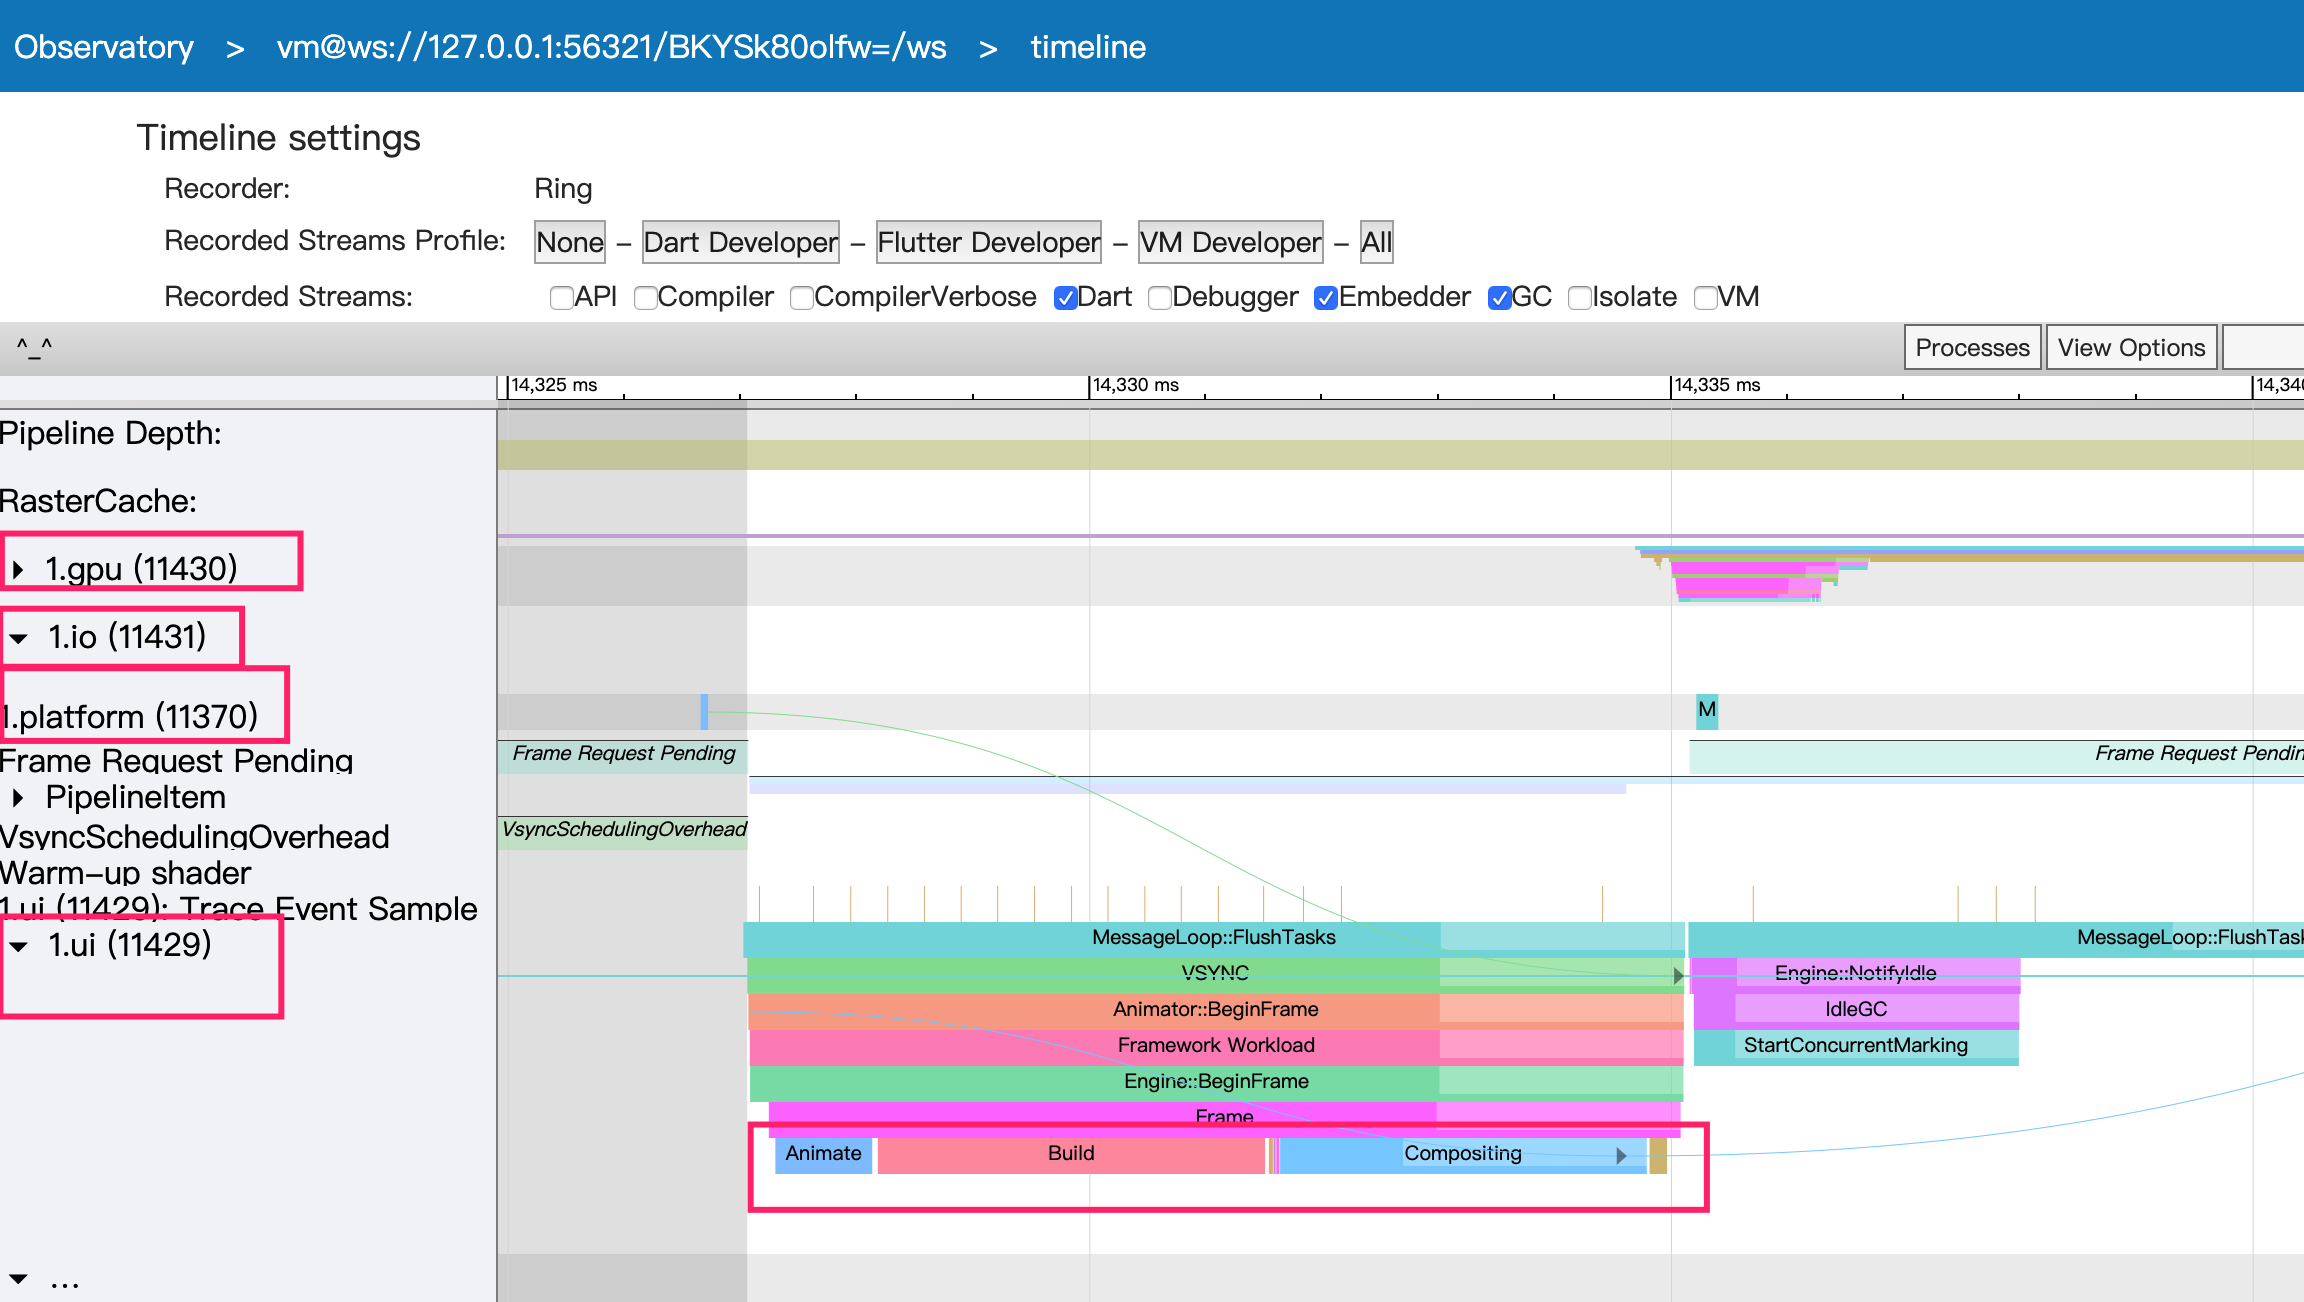 Observatory > vm@ws://127.0.0.1:56321/BKYSk80olfw=/ws > timeline
Timeline settings
Recorder: Ring
Recorded Streams Profile: None – Dart Developer – Flutter Developer – VM Developer – All
Recorded Streams: API Compiler CompilerVerbose Dart Debugger Embedder GC Isolate VM
^_^ Processes View Options
14,325 ms 14,330 ms 14,335 ms 14,340
Pipeline Depth:
RasterCache:
1.gpu (11430)
1.io (11431)
1.platform (11370) M
Frame Request Pending Frame Request Pending Frame Request Pendin
PipelineItem
VsyncSchedulingOverhead VsyncSchedulingOverhead
Warm-up shader
1.ui (11429): Trace Event Sample
1.ui (11429) MessageLoop::FlushTasks MessageLoop::FlushTask
VSYNC Engine::NotifyIdle
Animator::BeginFrame IdleGC
Framework Workload StartConcurrentMarking
Engine::BeginFrame
Frame
Animate Build Compositing
...